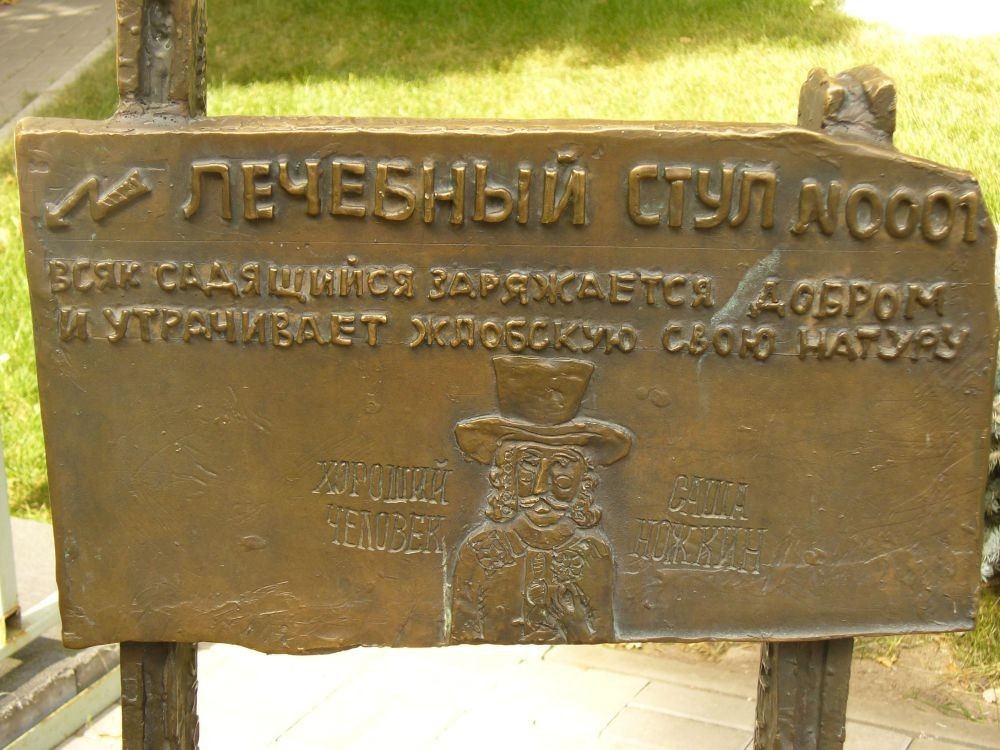 ЛЕЧЕБНЫЙ СТУЛ N0001
ВСЯК САДЯЩИЙСЯ ЗАРЯЖАЕТСЯ ДОБРОМ
И УТРАЧИВАЕТ ЖЛОБСКУЮ СВОЮ НАТУРУ
ХОРОШИЙ
ЧЕЛОВЕК
САША
НОЖКИН